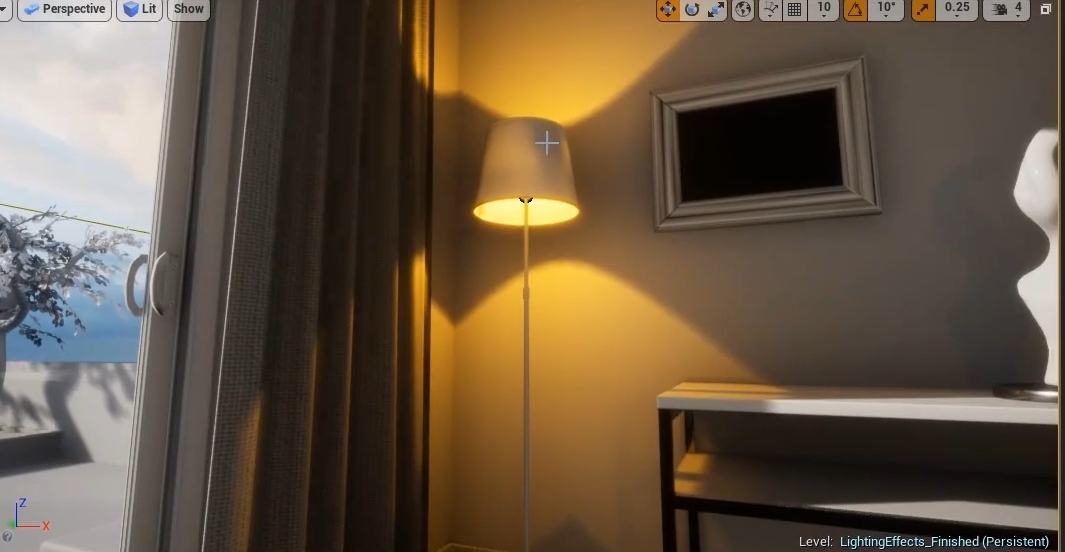 Perspective Lit Show 10 10° 0.25 4
Z
X
?
Level: LightingEffects_Finished (Persistent)